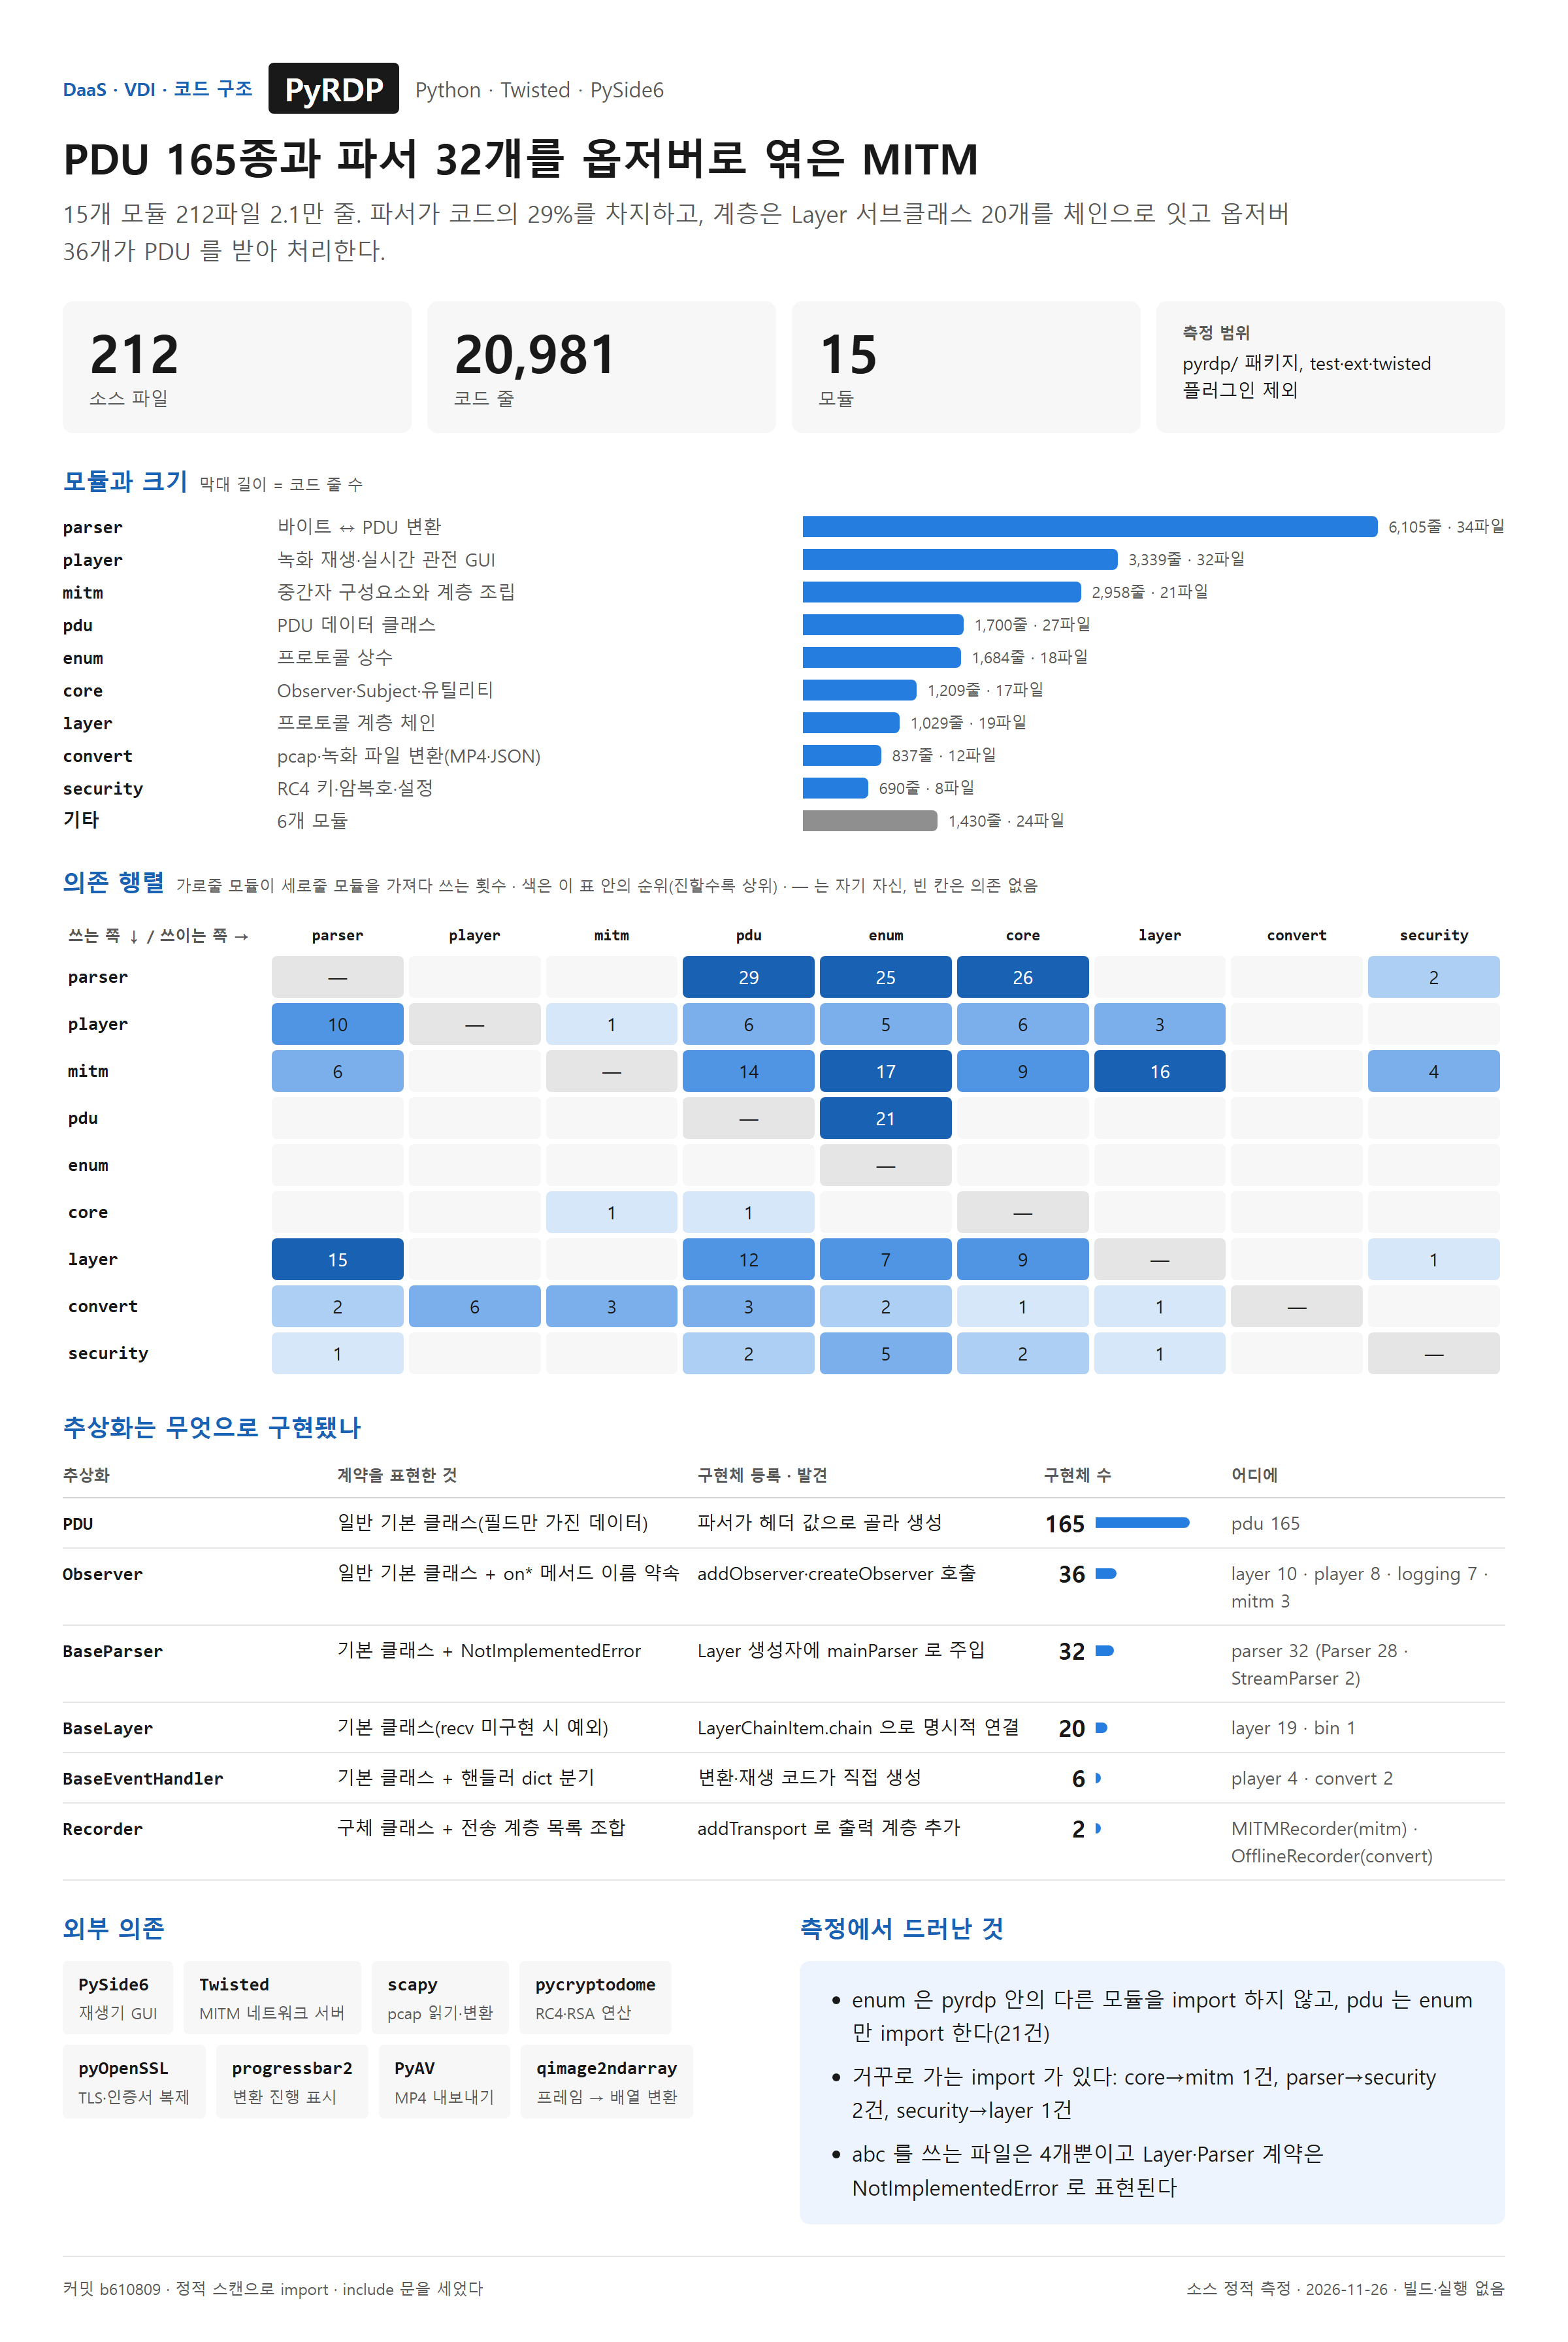 DaaS · VDI · 코드 구조 PyRDP Python · Twisted · PySide6
PDU 165종과 파서 32개를 옵저버로 엮은 MITM
15개 모듈 212파일 2.1만 줄. 파서가 코드의 29%를 차지하고, 계층은 Layer 서브클래스 20개를 체인으로 잇고 옵저버
36개가 PDU 를 받아 처리한다.
212
소스 파일
20,981
코드 줄
15
모듈
측정 범위
pyrdp/ 패키지, test·ext·twisted
플러그인 제외
모듈과 크기 막대 길이 = 코드 줄 수
parser 바이트 ↔ PDU 변환 6,105줄 · 34파일
player 녹화 재생·실시간 관전 GUI 3,339줄 · 32파일
mitm 중간자 구성요소와 계층 조립 2,958줄 · 21파일
pdu PDU 데이터 클래스 1,700줄 · 27파일
enum 프로토콜 상수 1,684줄 · 18파일
core Observer·Subject·유틸리티 1,209줄 · 17파일
layer 프로토콜 계층 체인 1,029줄 · 19파일
convert pcap·녹화 파일 변환(MP4·JSON) 837줄 · 12파일
security RC4 키·암복호·설정 690줄 · 8파일
기타 6개 모듈 1,430줄 · 24파일
의존 행렬 가로줄 모듈이 세로줄 모듈을 가져다 쓰는 횟수 · 색은 이 표 안의 순위(진할수록 상위) · — 는 자기 자신, 빈 칸은 의존 없음
쓰는 쪽 ↓ / 쓰이는 쪽 → parser player mitm pdu enum core layer convert security
parser — 29 25 26 2
player 10 — 1 6 5 6 3
mitm 6 — 14 17 9 16 4
pdu — 21
enum —
core 1 1 —
layer 15 12 7 9 — 1
convert 2 6 3 3 2 1 1 —
security 1 2 5 2 1 —
추상화는 무엇으로 구현됐나
추상화 계약을 표현한 것 구현체 등록 · 발견 구현체 수 어디에
PDU 일반 기본 클래스(필드만 가진 데이터) 파서가 헤더 값으로 골라 생성 165 pdu 165
Observer 일반 기본 클래스 + on* 메서드 이름 약속 addObserver·createObserver 호출 36 layer 10 · player 8 · logging 7 ·
mitm 3
BaseParser 기본 클래스 + NotImplementedError Layer 생성자에 mainParser 로 주입 32 parser 32 (Parser 28 ·
StreamParser 2)
BaseLayer 기본 클래스(recv 미구현 시 예외) LayerChainItem.chain 으로 명시적 연결 20 layer 19 · bin 1
BaseEventHandler 기본 클래스 + 핸들러 dict 분기 변환·재생 코드가 직접 생성 6 player 4 · convert 2
Recorder 구체 클래스 + 전송 계층 목록 조합 addTransport 로 출력 계층 추가 2 MITMRecorder(mitm) ·
OfflineRecorder(convert)
외부 의존
PySide6
재생기 GUI
Twisted
MITM 네트워크 서버
scapy
pcap 읽기·변환
pycryptodome
RC4·RSA 연산
pyOpenSSL
TLS·인증서 복제
progressbar2
변환 진행 표시
PyAV
MP4 내보내기
qimage2ndarray
프레임 → 배열 변환
측정에서 드러난 것
• enum 은 pyrdp 안의 다른 모듈을 import 하지 않고, pdu 는 enum
만 import 한다(21건)
• 거꾸로 가는 import 가 있다: core→mitm 1건, parser→security
2건, security→layer 1건
• abc 를 쓰는 파일은 4개뿐이고 Layer·Parser 계약은
NotImplementedError 로 표현된다
커밋 b610809 · 정적 스캔으로 import · include 문을 세었다
소스 정적 측정 · 2026-11-26 · 빌드·실행 없음